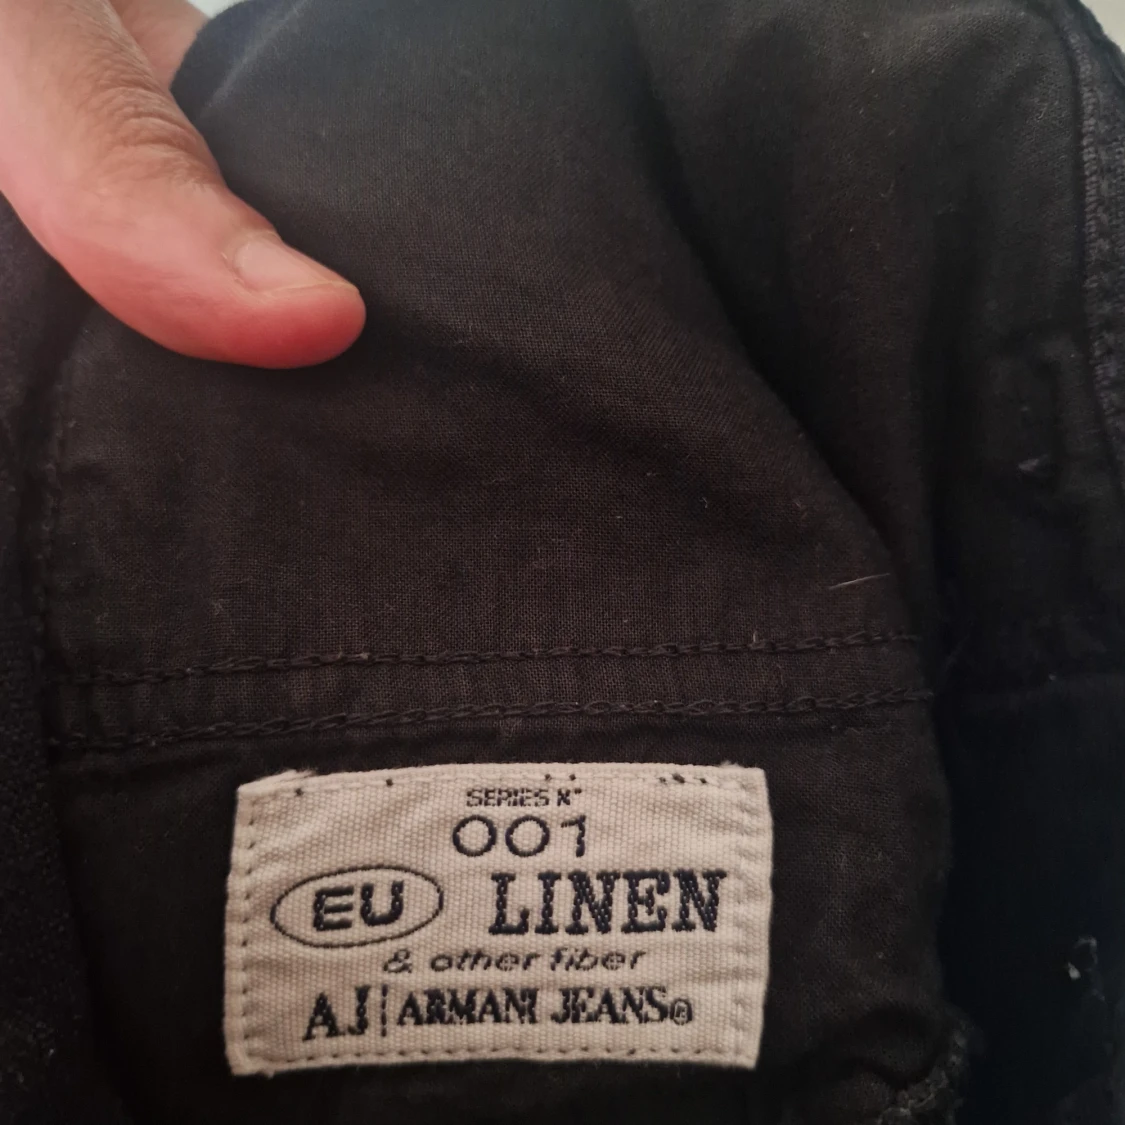 SERIES N°
001
EU LINEN
& other fiber
AJ | ARMANI JEANS®